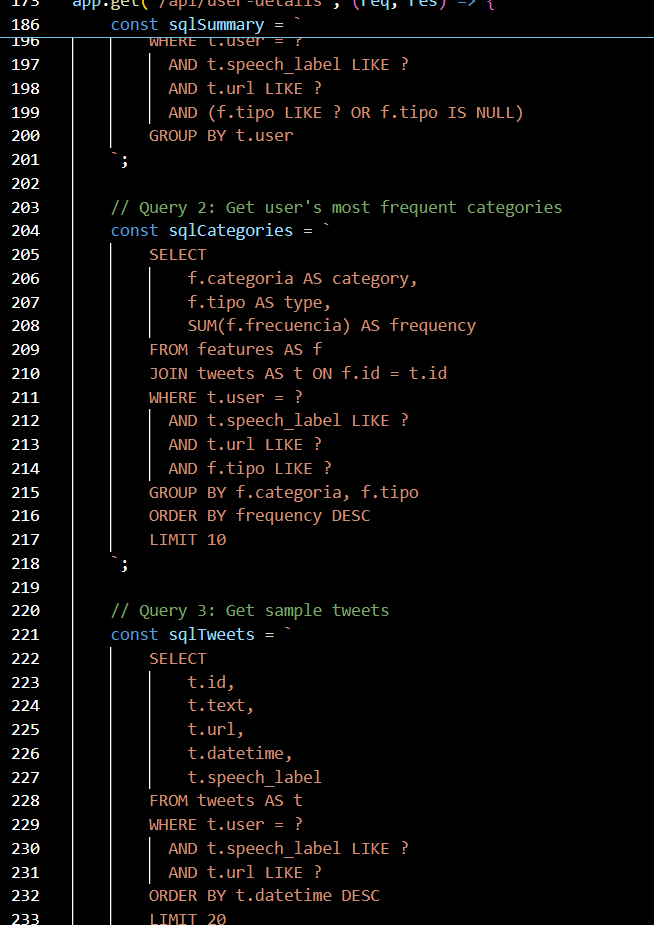 173 app.get("/api/user-details", (req, res) => {
186 const sqlSummary = `
196 WHERE t.user = ?
197 AND t.speech_label LIKE ?
198 AND t.url LIKE ?
199 AND (f.tipo LIKE ? OR f.tipo IS NULL)
200 GROUP BY t.user
201 `;
202
203 // Query 2: Get user's most frequent categories
204 const sqlCategories = `
205 SELECT
206 f.categoria AS category,
207 f.tipo AS type,
208 SUM(f.frecuencia) AS frequency
209 FROM features AS f
210 JOIN tweets AS t ON f.id = t.id
211 WHERE t.user = ?
212 AND t.speech_label LIKE ?
213 AND t.url LIKE ?
214 AND f.tipo LIKE ?
215 GROUP BY f.categoria, f.tipo
216 ORDER BY frequency DESC
217 LIMIT 10
218 `;
219
220 // Query 3: Get sample tweets
221 const sqlTweets = `
222 SELECT
223 t.id,
224 t.text,
225 t.url,
226 t.datetime,
227 t.speech_label
228 FROM tweets AS t
229 WHERE t.user = ?
230 AND t.speech_label LIKE ?
231 AND t.url LIKE ?
232 ORDER BY t.datetime DESC
233 LIMIT 20